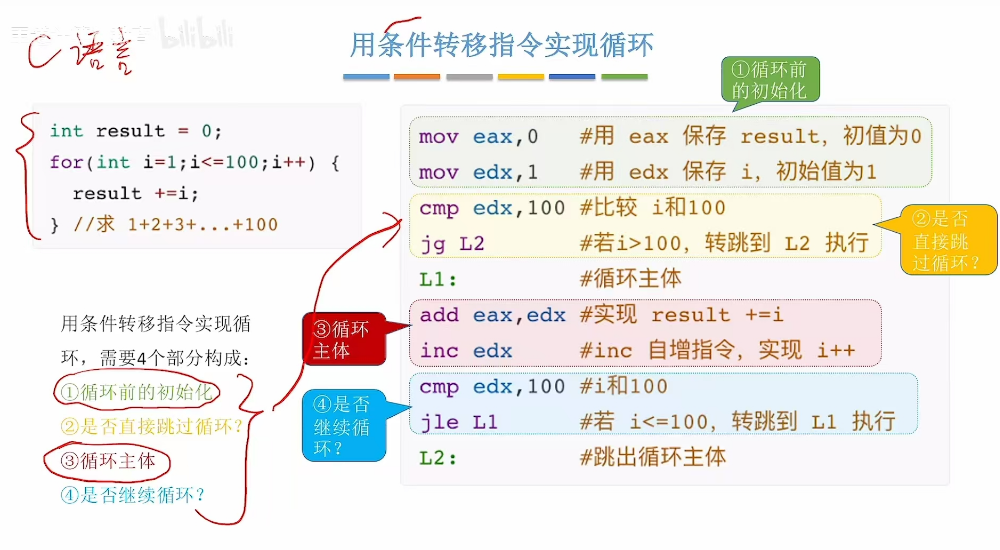 bilibili
C 语言
用条件转移指令实现循环
①循环前
的初始化
int result = 0;
for(int i=1;i<=100;i++) {
result +=i;
} //求 1+2+3+...+100
mov eax,0 #用 eax 保存 result，初值为0
mov edx,1 #用 edx 保存 i，初始值为1
cmp edx,100 #比较 i和100
jg L2 #若i>100，转跳到 L2 执行
②是否
直接跳
过循环？
L1: #循环主体
③循环
主体
add eax,edx #实现 result +=i
inc edx #inc 自增指令，实现 i++
④是否
继续循
环？
cmp edx,100 #i和100
jle L1 #若 i<=100，转跳到 L1 执行
L2: #跳出循环主体
用条件转移指令实现循
环，需要4个部分构成：
①循环前的初始化
②是否直接跳过循环？
③循环主体
④是否继续循环？